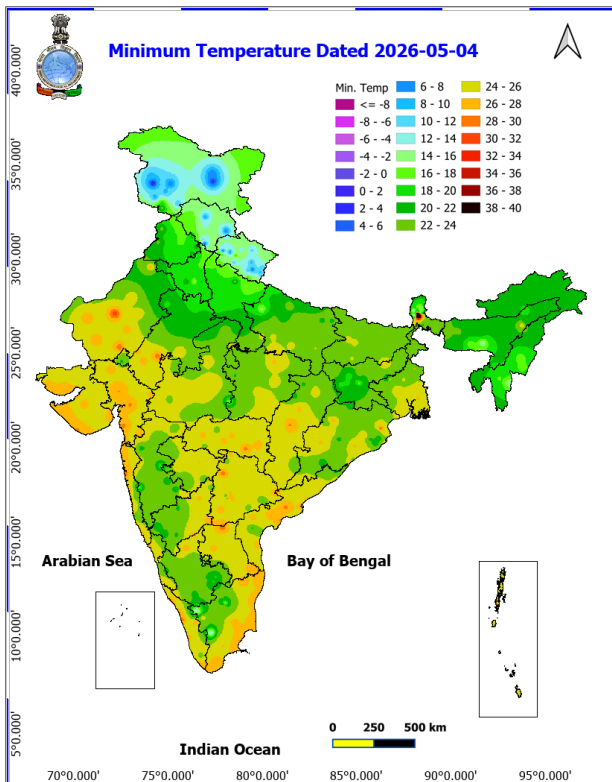 Minimum Temperature Dated 2026-05-04
Min. Temp
<= -8
-8 - -6
-6 - -4
-4 - -2
-2 - 0
0 - 2
2 - 4
4 - 6
6 - 8
8 - 10
10 - 12
12 - 14
14 - 16
16 - 18
18 - 20
20 - 22
22 - 24
24 - 26
26 - 28
28 - 30
30 - 32
32 - 34
34 - 36
36 - 38
38 - 40
40°0.000'
35°0.000'
30°0.000'
25°0.000'
20°0.000'
15°0.000'
10°0.000'
5°0.000'
Arabian Sea
Bay of Bengal
0 250 500 km
Indian Ocean
70°0.000' 75°0.000' 80°0.000' 85°0.000' 90°0.000' 95°0.000'